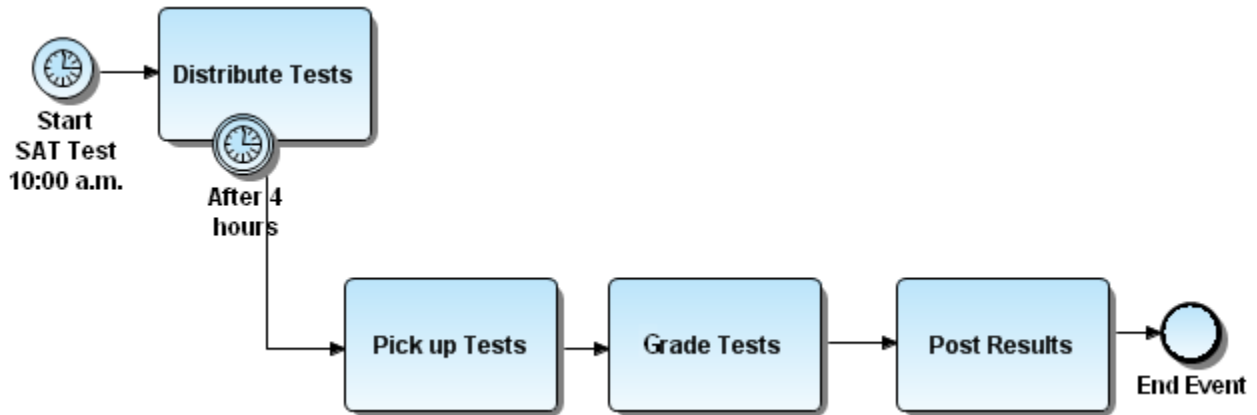 Distribute Tests
Start
SAT Test
10:00 a.m.
After 4
hours
Pick up Tests
Grade Tests
Post Results
End Event